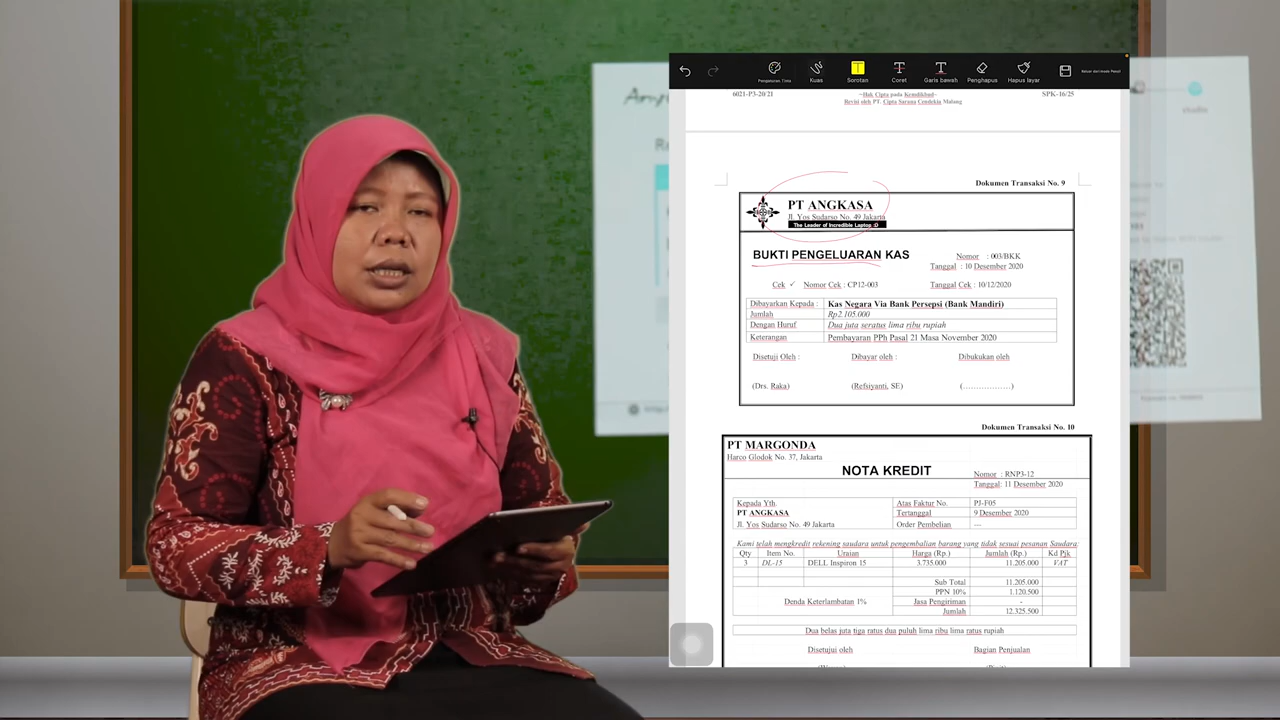 Pengaturan Tinta
Kuas
Sorotan
Coret
Garis bawah
Penghapus
Hapus layar
6021-P3-20/21
~Hak Cipta pada Kemdikbud~
SPK-16/25
Revisi oleh PT. Cipta Sarana Cendekia Malang
Dokumen Transaksi No. 9
PT ANGKASA
Jl. Yos Sudarso No. 49 Jakarta
The Leader of Incredible Laptop
BUKTI PENGELUARAN KAS
Nomor : 003/BKK
Tanggal : 10 Desember 2020
Cek ✓ Nomor Cek : CP12-003
Tanggal Cek : 10/12/2020
Dibayarkan Kepada : Kas Negara Via Bank Persepsi (Bank Mandiri)
Jumlah Rp2.105.000
Dengan Huruf Dua juta seratus lima ribu rupiah
Keterangan Pembayaran PPh Pasal 21 Masa November 2020
Disetuji Oleh : Dibayar oleh : Dibukukan oleh
(Drs. Raka) (Refsiyanti, SE) (..................)
Dokumen Transaksi No. 10
PT MARGONDA
Harco Glodok No. 37, Jakarta
NOTA KREDIT
Nomor : RNP3-12
Tanggal: 11 Desember 2020
Kepada Yth. Atas Faktur No. PJ-F05
PT ANGKASA Tertanggal 9 Desember 2020
Jl. Yos Sudarso No. 49 Jakarta Order Pembelian ---
Kami telah mengkredit rekening saudara untuk pengembalian barang yang tidak sesuai pesanan Saudara:
Qty Item No. Uraian Harga (Rp.) Jumlah (Rp.) Kd Pjk
3 DL-15 DELL Inspiron 15 3.735.000 11.205.000 VAT
Sub Total 11.205.000
PPN 10% 1.120.500
Denda Keterlambatan 1% Jasa Pengiriman -
Jumlah 12.325.500
Dua belas juta tiga ratus dua puluh lima ribu lima ratus rupiah
Disetujui oleh Bagian Penjualan